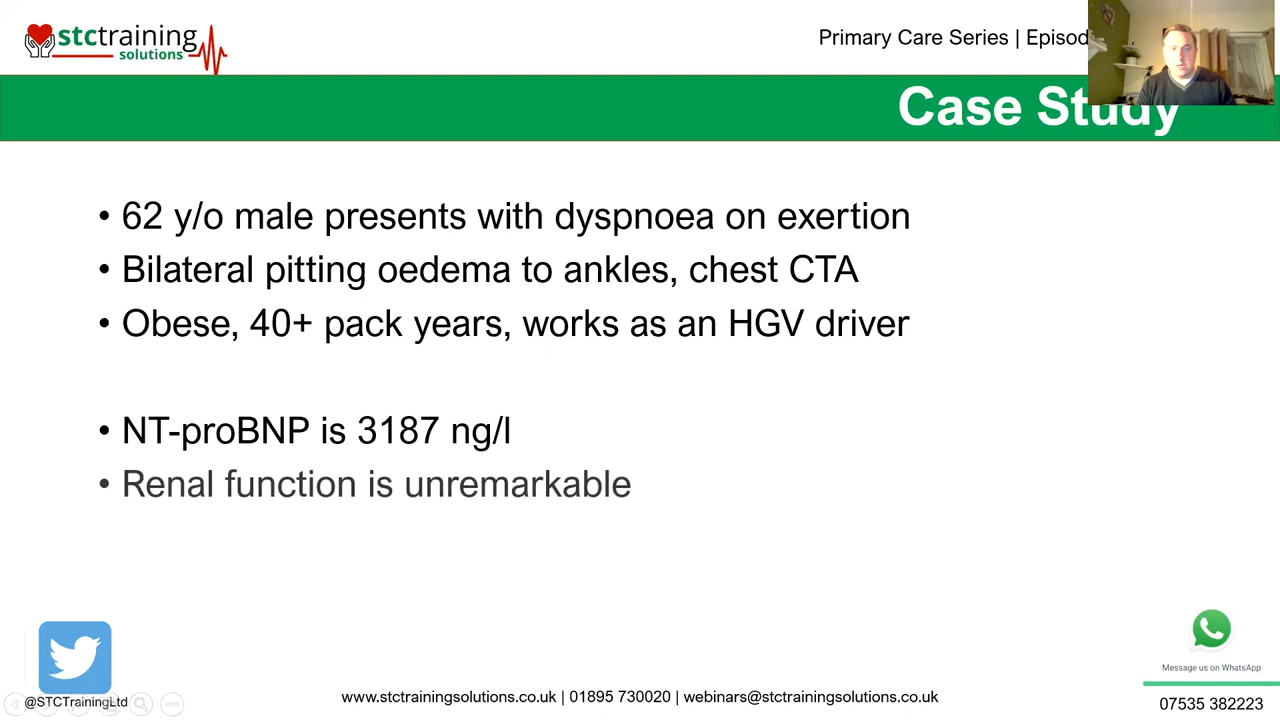 stctraining
solutions
Primary Care Series | Episod
Case Study
• 62 y/o male presents with dyspnoea on exertion
• Bilateral pitting oedema to ankles, chest CTA
• Obese, 40+ pack years, works as an HGV driver
• NT-proBNP is 3187 ng/l
• Renal function is unremarkable
Message us on WhatsApp
@STCTrainingLtd
www.stctrainingsolutions.co.uk | 01895 730020 | webinars@stctrainingsolutions.co.uk
07535 382223